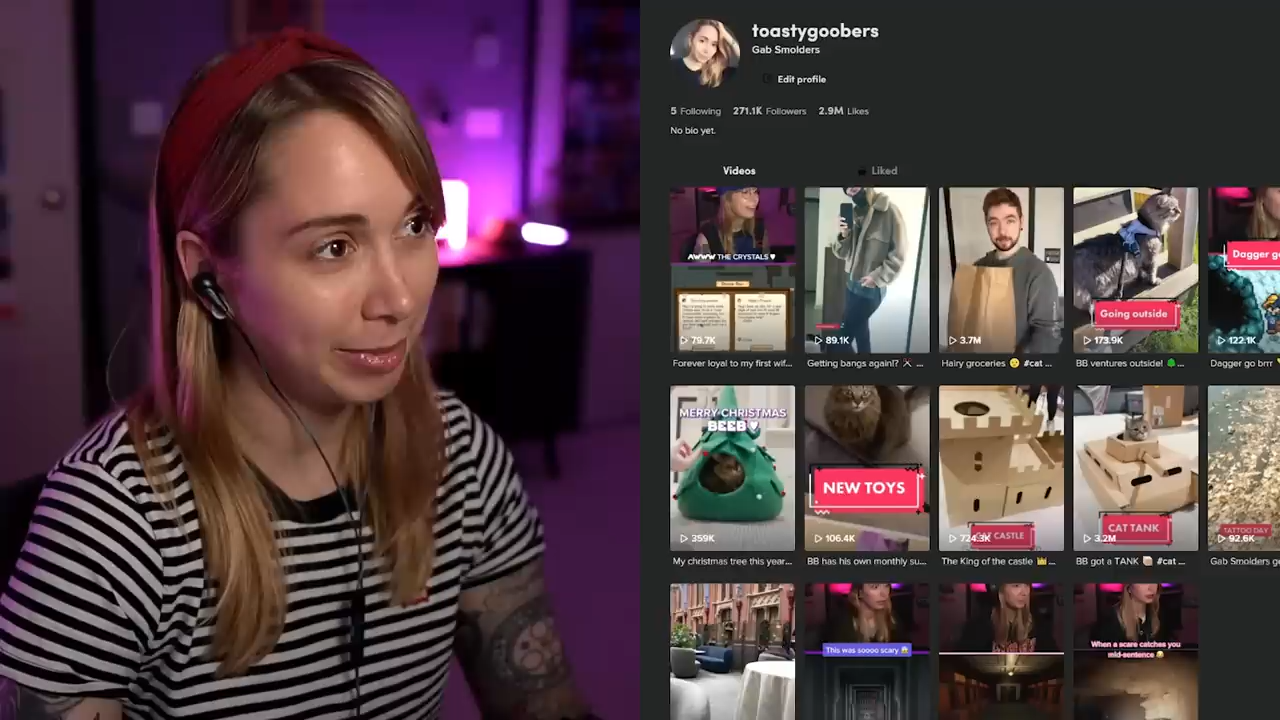 toastygoobers
Gab Smolders
Edit profile
5 Following 271.1K Followers 2.9M Likes
No bio yet.
Videos
Liked
AWWW THE CRYSTALS ♥
79.7K
89.1K
3.7M
Going outside
173.9K
Dagger go
122.1K
Forever loyal to my first wif...
Getting bangs again!? ⚔ ...
Hairy groceries 😲 #cat ...
BB ventures outside! 🌲...
Dagger go brrr
MERRY CHRISTMAS
BEEB ♥
359K
NEW TOYS
106.4K
CASTLE
724.3K
CAT TANK
3.2M
TATTOO DAY
92.6K
My christmas tree this year...
BB has his own monthly su...
The King of the castle 👑...
BB got a TANK #cat ...
Gab Smolders g
This was soooo scary 😱
When a scare catches you
mid-sentence 😂